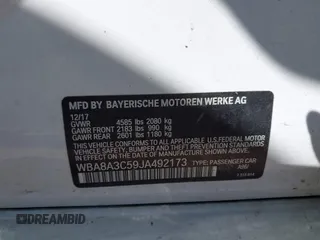 MFD BY BAYERISCHE MOTOREN WERKE AG
12/17
GVWR 4585 lbs 2080 kg
GAWR FRONT 2183 lbs 990 kg
GAWR REAR 2601 lbs 1180 kg
THIS VEHICLE CONFORMS TO ALL APPLICABLE U.S. FEDERAL MOTOR
VEHICLE SAFETY, BUMPER AND THEFT PREVENTION STANDARDS IN
EFFECT ON THE DATE OF MANUFACTURE SHOWN ABOVE.
WBA8A3C59JA492173 TYPE: PASSENGER CAR
DREAMBID